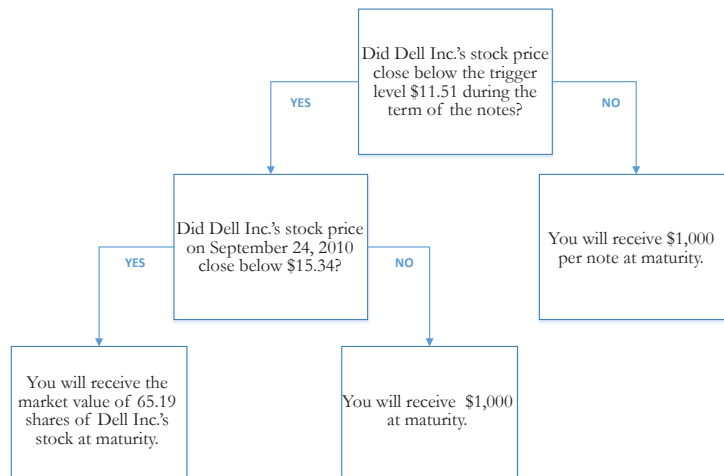 Did Dell Inc.'s stock price
close below the trigger
level $11.51 during the
term of the notes?
YES
NO
Did Dell Inc.'s stock price
on September 24, 2010
close below $15.34?
You will receive $1,000
per note at maturity.
YES
NO
You will receive the
market value of 65.19
shares of Dell Inc.'s
stock at maturity.
You will receive $1,000
at maturity.